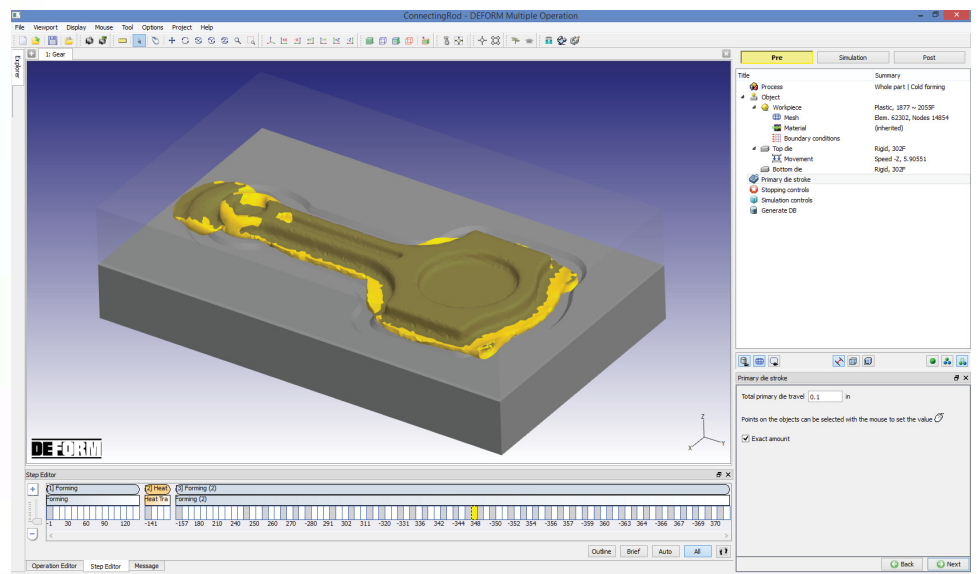 ConnectingRod - DEFORM Multiple Operation
File Viewport Display Mouse Tool Options Project Help
Explorer
1: Gear
Pre Simulation Post
Title Summary
Process Whole part | Cold forming
Object
Workpiece Plastic, 1877 ~ 2055F
Mesh Elem. 62302, Nodes 14854
Material (inherited)
Boundary conditions
Top die Rigid, 302F
Movement Speed -Z, 5.90551
Bottom die Rigid, 302F
Primary die stroke
Stopping controls
Simulation controls
Generate DB
Primary die stroke
Total primary die travel 0.1 in
Points on the objects can be selected with the mouse to set the value
Exact amount
Back Next
Z
X Y
DEFORM
Step Editor
[1] Forming [2] Heat [3] Forming (2)
Forming Heat Tra Forming (2)
-1 30 60 90 120 -141 -157 180 210 240 250 260 270 -280 291 302 311 -320 -331 336 342 -344 348 -350 -352 354 -356 357 -359 360 -363 -364 -366 367 -369 370
Outline Brief Auto All
Operation Editor Step Editor Message